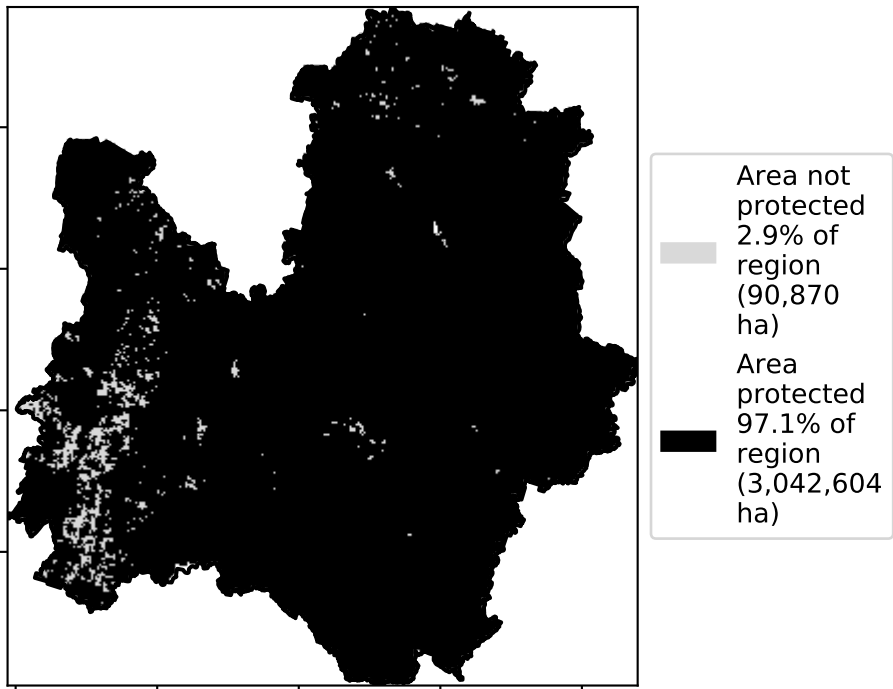 Area not
protected
2.9% of
region
(90,870
ha)
Area
protected
97.1% of
region
(3,042,604
ha)